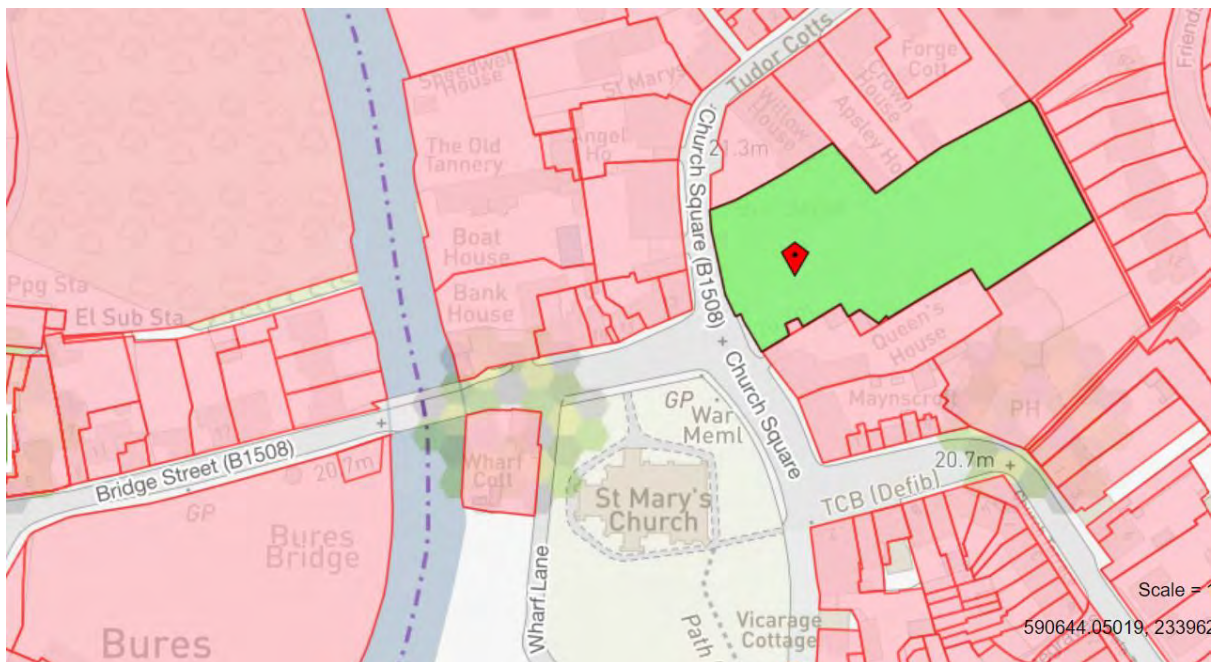 Speedwell
House
St Marys
Tudor Cotts
Forge
Cott
Crown
House
Willow
House
Apsley Ho
Friends
The Old
Tannery
Angel
Ho
Church Square (B1508)
21.3m
Boat
House
Bank
House
Ppg Sta
El Sub Sta
Queen's
House
Church Square
Maynscroft
PH
GP
War
Meml
Bridge Street (B1508)
20.7m
GP
Wharf
Cott
St Mary's
Church
20.7m
TCB (Defib)
Bures
Bridge
Wharf Lane
Path
Vicarage
Cottage
Bures
Scale = 1
590644.05019, 233962